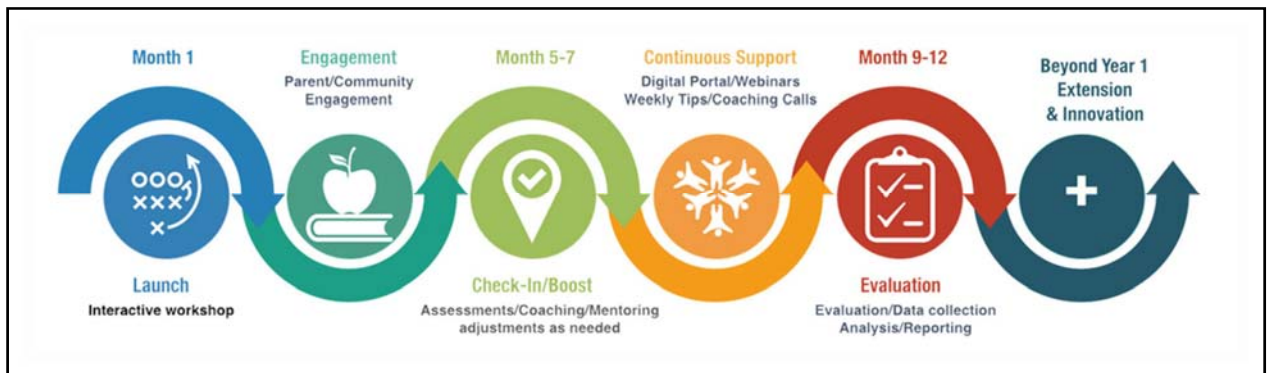 Month 1
Launch
Interactive workshop
Engagement
Parent/Community
Engagement
Month 5-7
Check-In/Boost
Assessments/Coaching/Mentoring
adjustments as needed
Continuous Support
Digital Portal/Webinars
Weekly Tips/Coaching Calls
Month 9-12
Evaluation
Evaluation/Data collection
Analysis/Reporting
Beyond Year 1
Extension
& Innovation